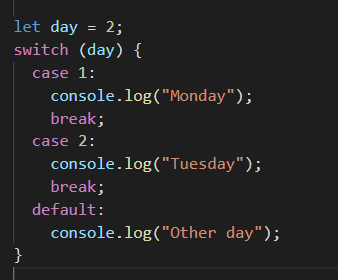 let day = 2;
switch (day) {
  case 1:
    console.log("Monday");
    break;
  case 2:
    console.log("Tuesday");
    break;
  default:
    console.log("Other day");
}